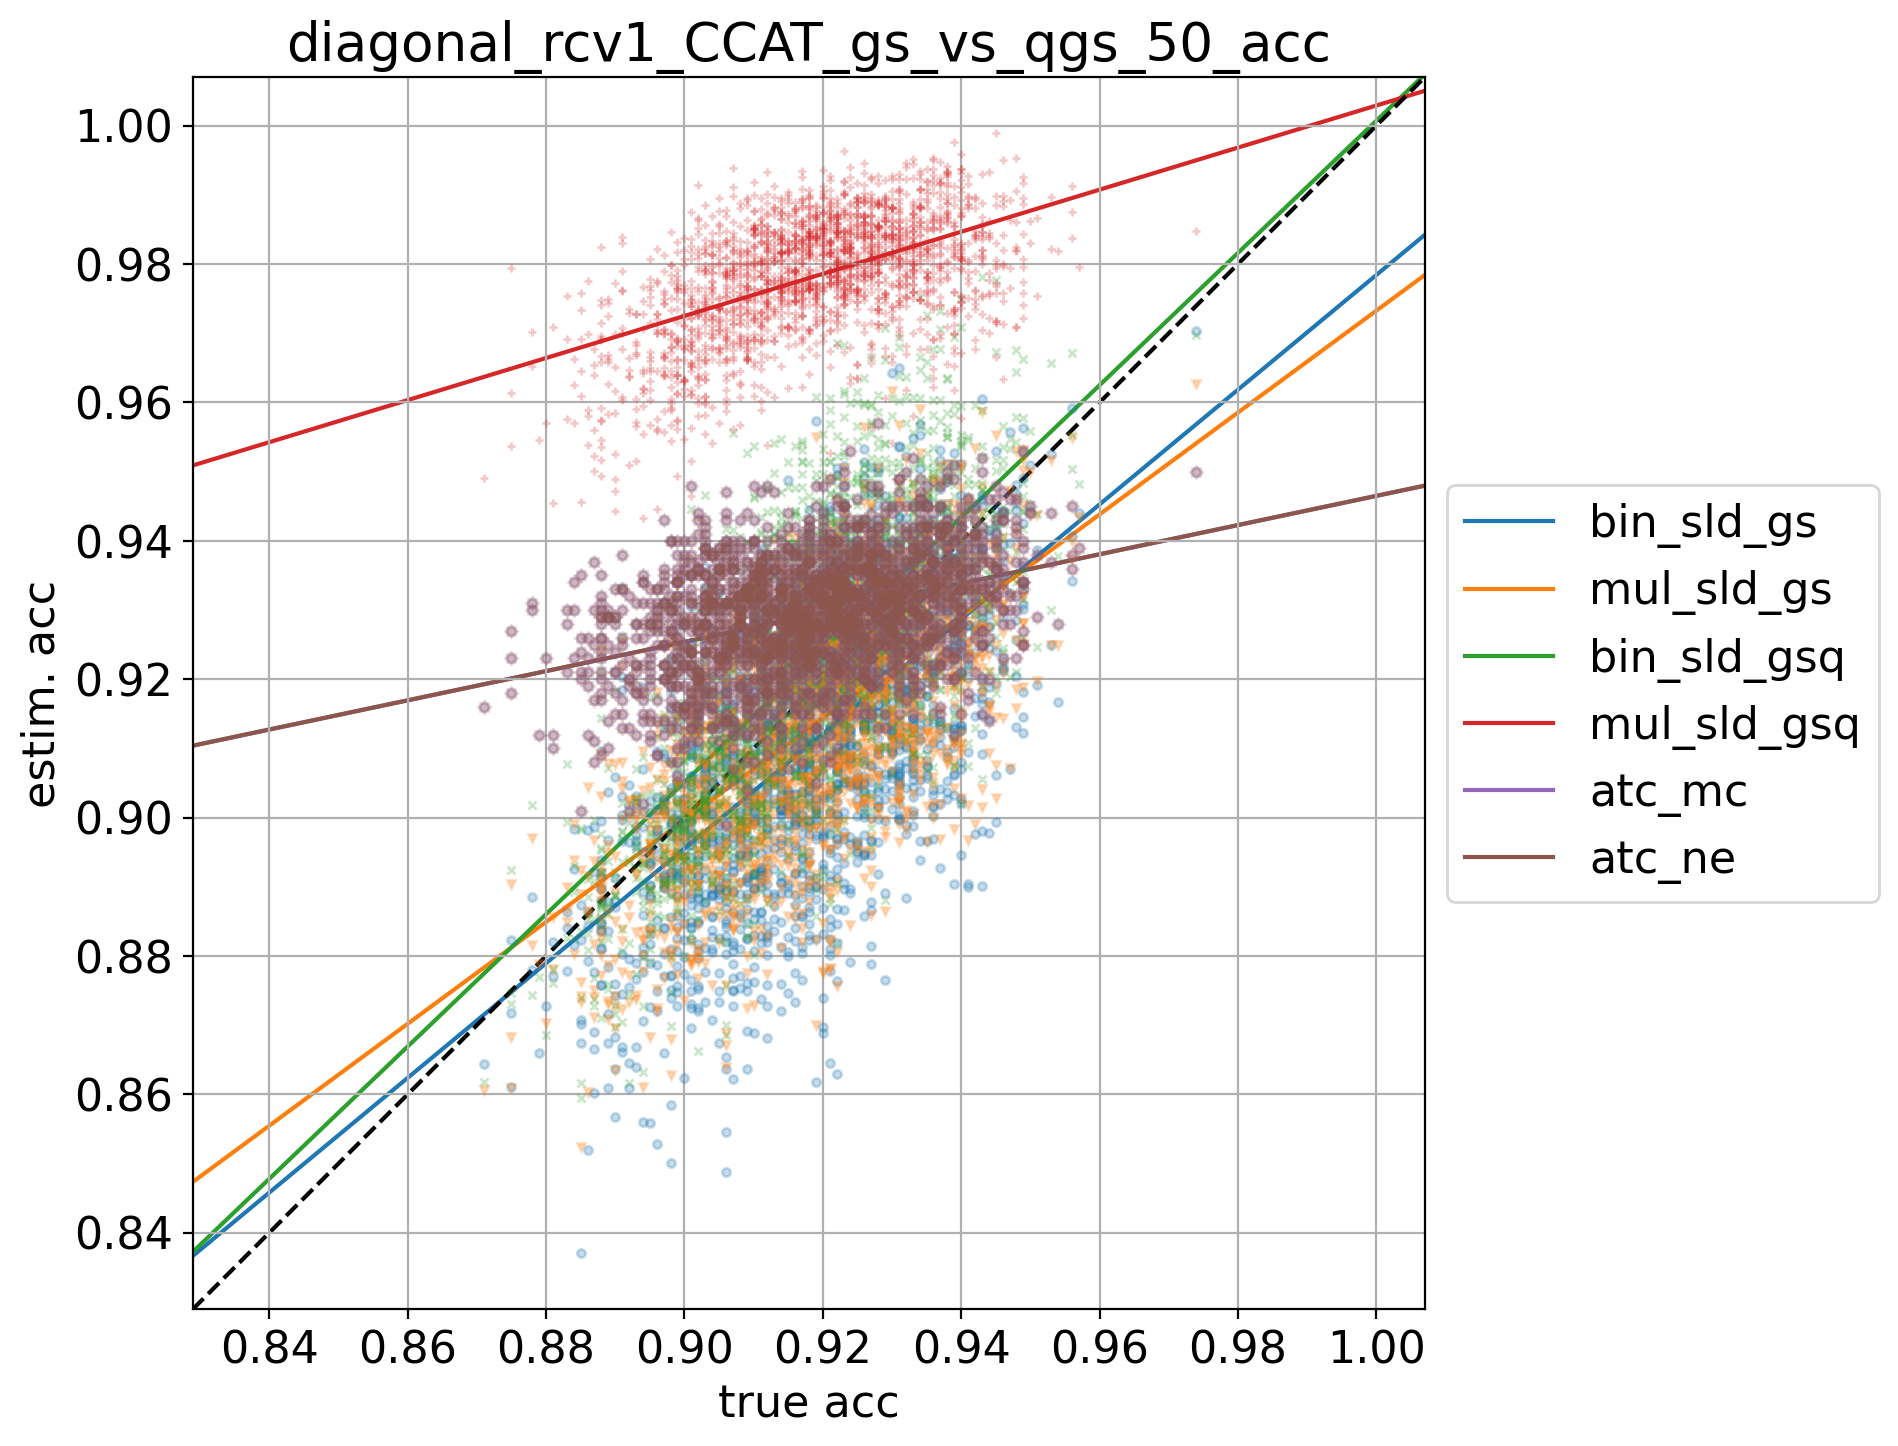 diagonal_rcv1_CCAT_gs_vs_qgs_50_acc
1.00
0.98
0.96
0.94
0.92
0.90
0.88
0.86
0.84
estim. acc
0.84 0.86 0.88 0.90 0.92 0.94 0.96 0.98 1.00
true acc
bin_sld_gs
mul_sld_gs
bin_sld_gsq
mul_sld_gsq
atc_mc
atc_ne